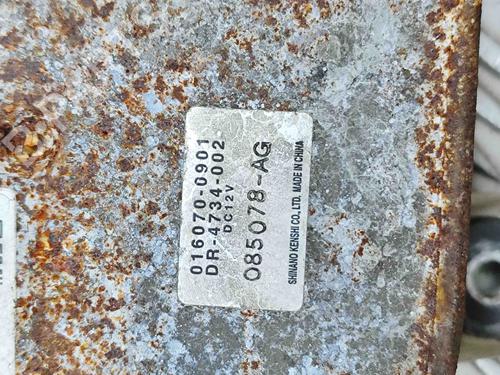 016070-0901
DR-4734-002
DC12V
085078-AG
SHINANO KENSHI CO., LTD. MADE IN CHINA